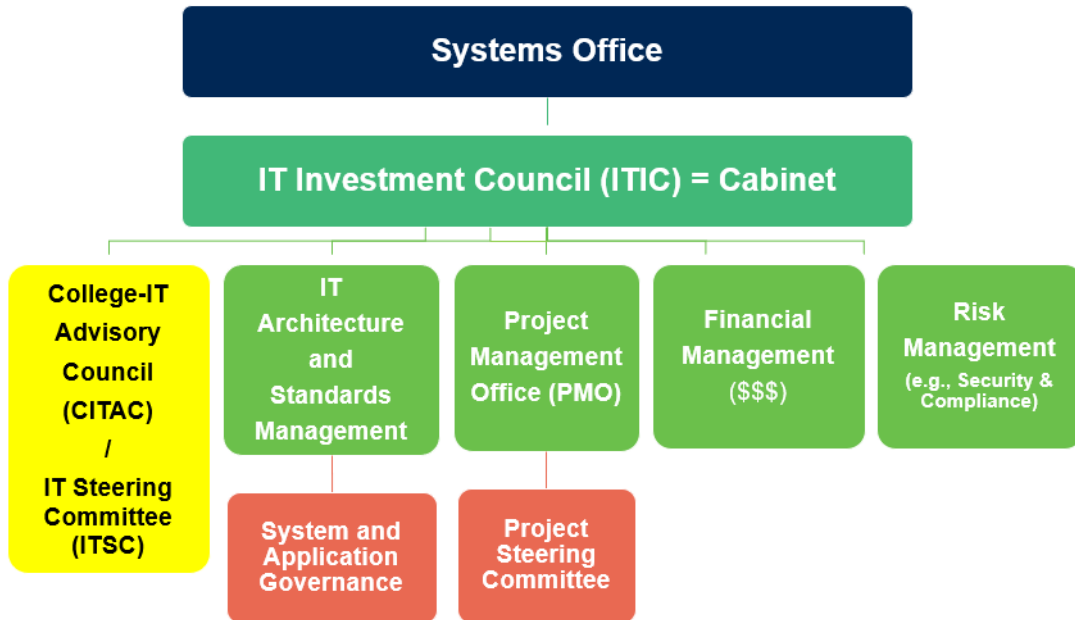 Systems Office
IT Investment Council (ITIC) = Cabinet
College-IT
Advisory
Council
(CITAC)
/
IT Steering
Committee
(ITSC)
IT
Architecture
and
Standards
Management
Project
Management
Office (PMO)
Financial
Management
($$$)
Risk
Management
(e.g., Security &
Compliance)
System and
Application
Governance
Project
Steering
Committee